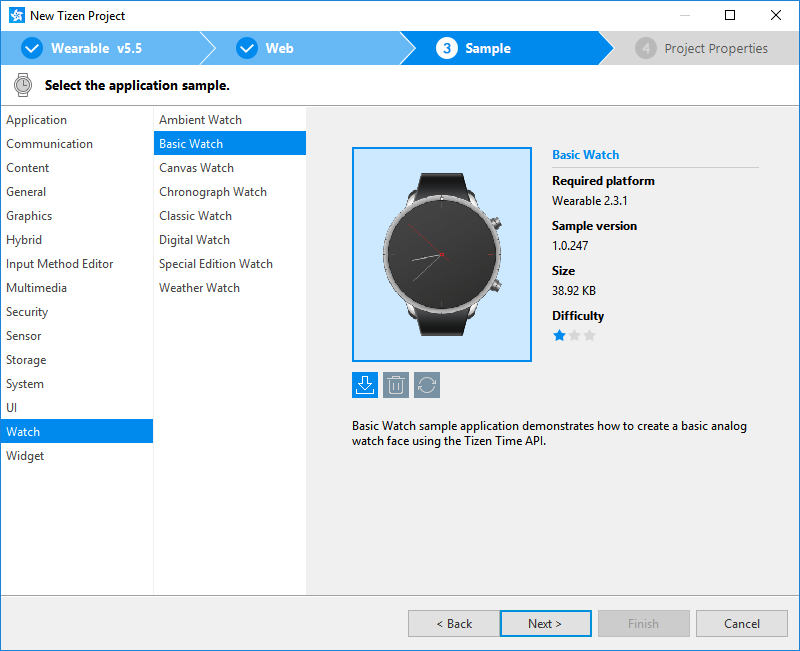 New Tizen Project
Wearable v5.5
Web
3 Sample
4 Project Properties
Select the application sample.
Application
Communication
Content
General
Graphics
Hybrid
Input Method Editor
Multimedia
Security
Sensor
Storage
System
UI
Watch
Widget
Ambient Watch
Basic Watch
Canvas Watch
Chronograph Watch
Classic Watch
Digital Watch
Special Edition Watch
Weather Watch
Basic Watch
Required platform
Wearable 2.3.1
Sample version
1.0.247
Size
38.92 KB
Difficulty
Basic Watch sample application demonstrates how to create a basic analog
watch face using the Tizen Time API.
< Back
Next >
Finish
Cancel